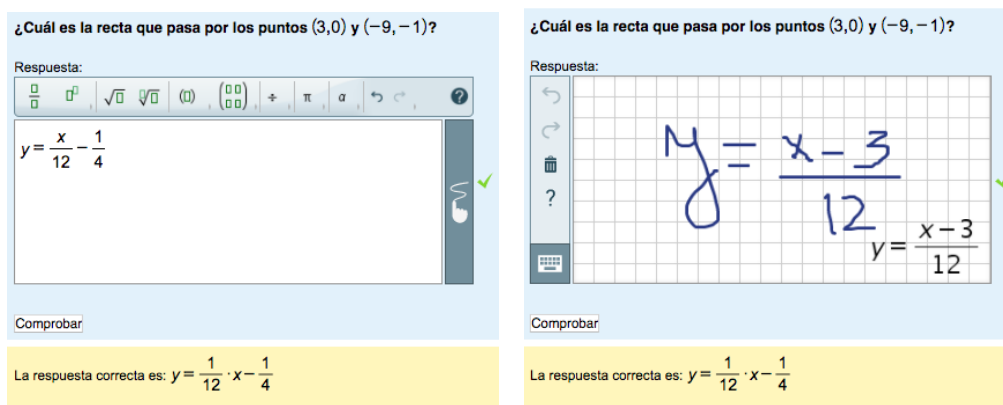 ¿Cuál es la recta que pasa por los puntos (3,0) y (−9,−1)?
Respuesta:
π α ?
y = x/12 − 1/4
Comprobar
La respuesta correcta es: y = 1/12 · x − 1/4
¿Cuál es la recta que pasa por los puntos (3,0) y (−9,−1)?
Respuesta:
?
y = x − 3/12
y = x − 3/12
Comprobar
La respuesta correcta es: y = 1/12 · x − 1/4